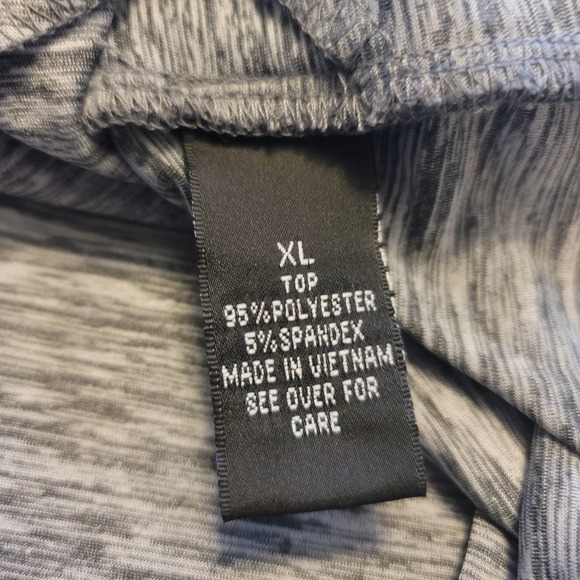 XL
TOP
95%POLYESTER
5%SPANDEX
MADE IN VIETNAM
SEE OVER FOR
CARE